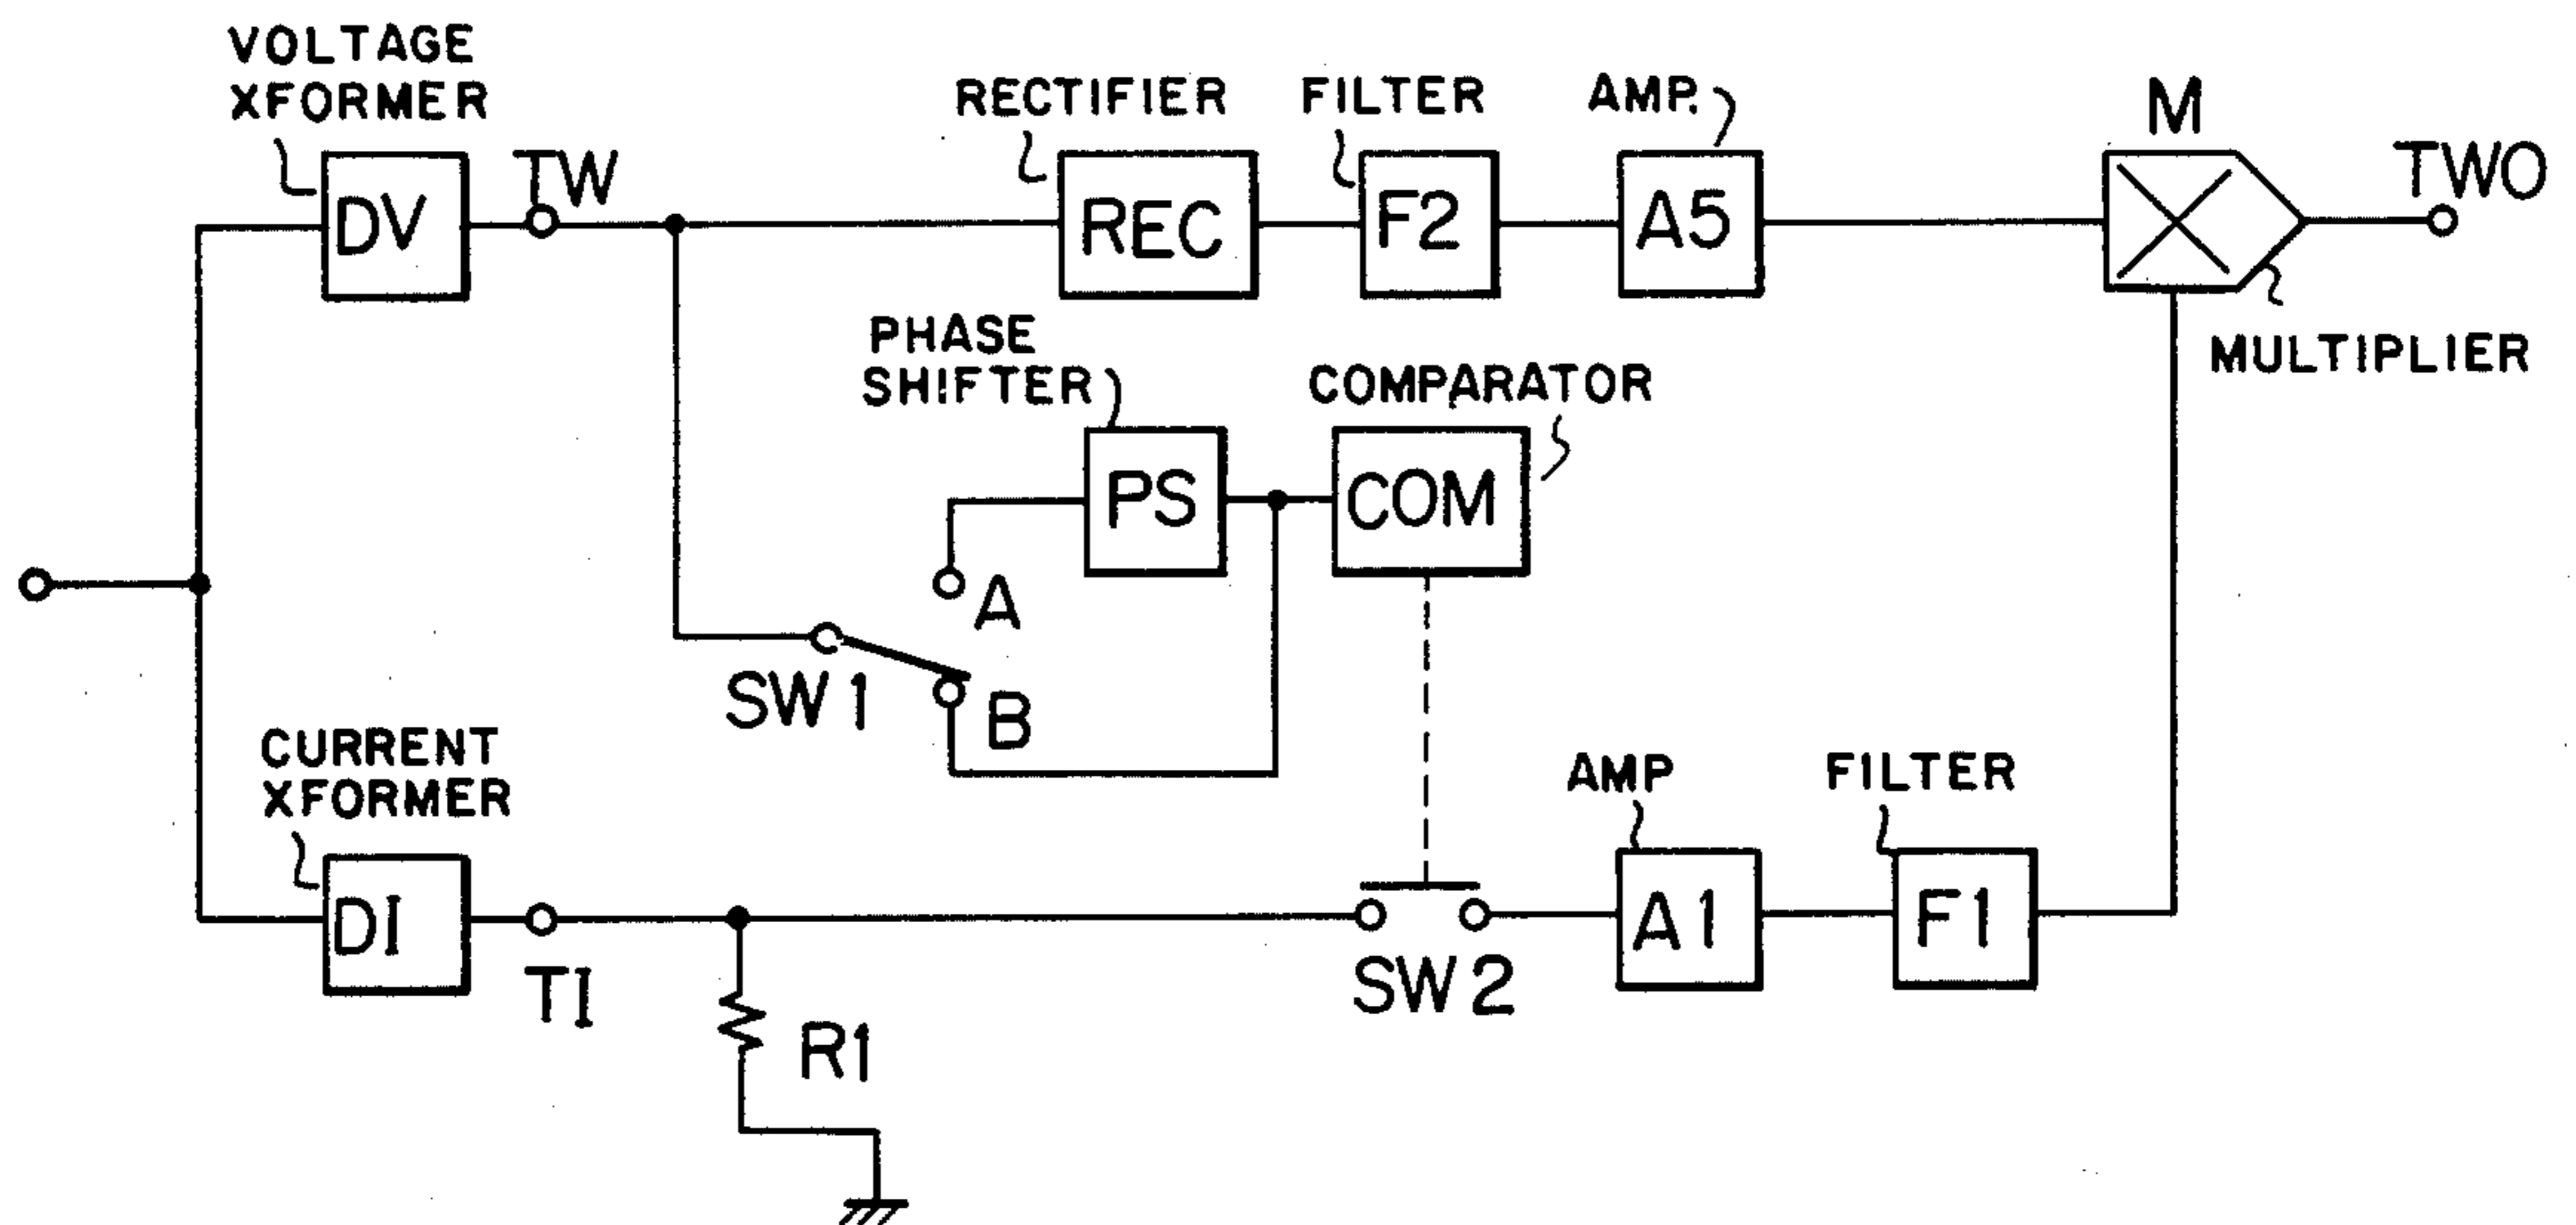 VOLTAGE
XFORMER
DV
TW
RECTIFIER
REC
FILTER
F2
AMP.
A5
M
TWO
MULTIPLIER
PHASE
SHIFTER
PS
COMPARATOR
COM
A
SW1
B
CURRENT
XFORMER
DI
TI
R1
SW2
AMP
A1
FILTER
F1